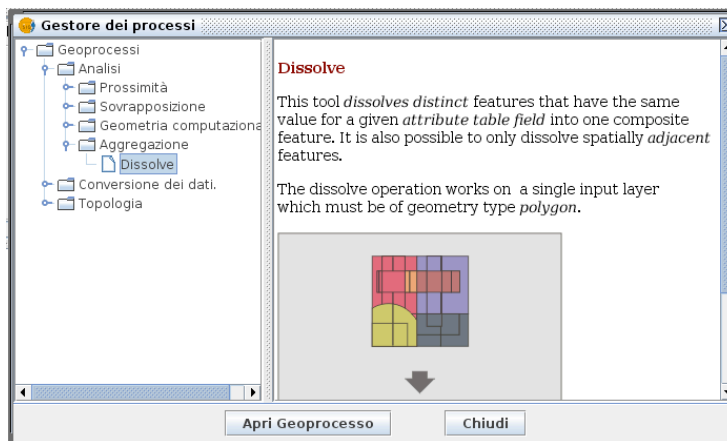 Gestore dei processi
Geoprocessi
Analisi
Prossimità
Sovrapposizione
Geometria computaziona
Aggregazione
Dissolve
Conversione dei dati.
Topologia
Dissolve
This tool dissolves distinct features that have the same
value for a given attribute table field into one composite
feature. It is also possible to only dissolve spatially adjacent
features.
The dissolve operation works on a single input layer
which must be of geometry type polygon.
Apri Geoprocesso
Chiudi